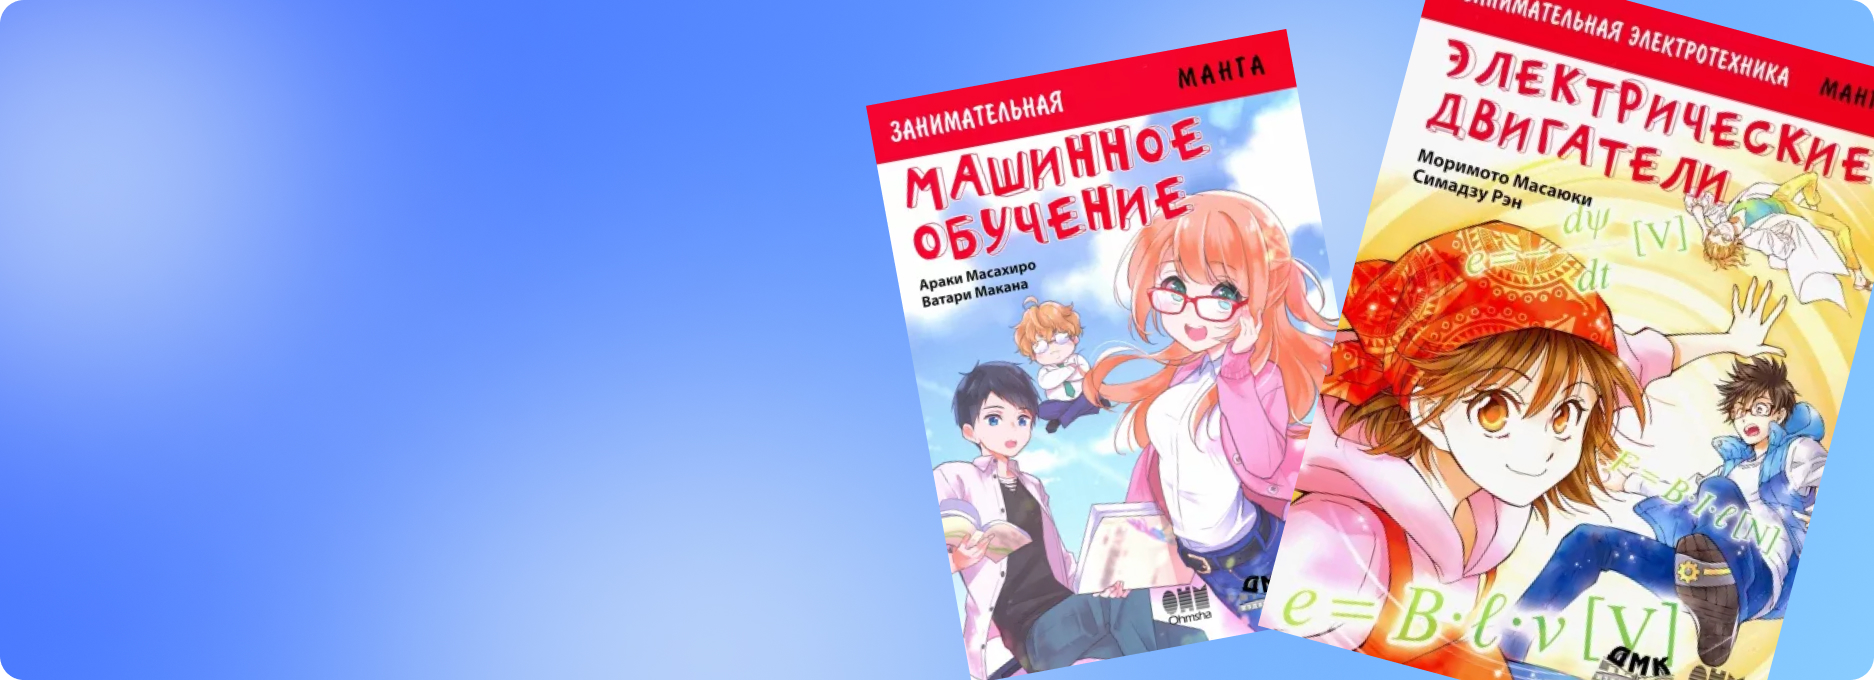 ЗАНИМАТЕЛЬНАЯ МАНГА
МАШИННОЕ
ОБУЧЕНИЕ
Араки Масахиро
Ватари Макана
OHM
Ohmsha
ЗАНИМАТЕЛЬНАЯ ЭЛЕКТРОТЕХНИКА
ЭЛЕКТРИЧЕСКИЕ
ДВИГАТЕЛИ
Моримото Масаюки
Симадзу Рэн
e = − dψ/dt [V]
F = B·I·ℓ [N]
e = B·ℓ·v [V]
ДМК